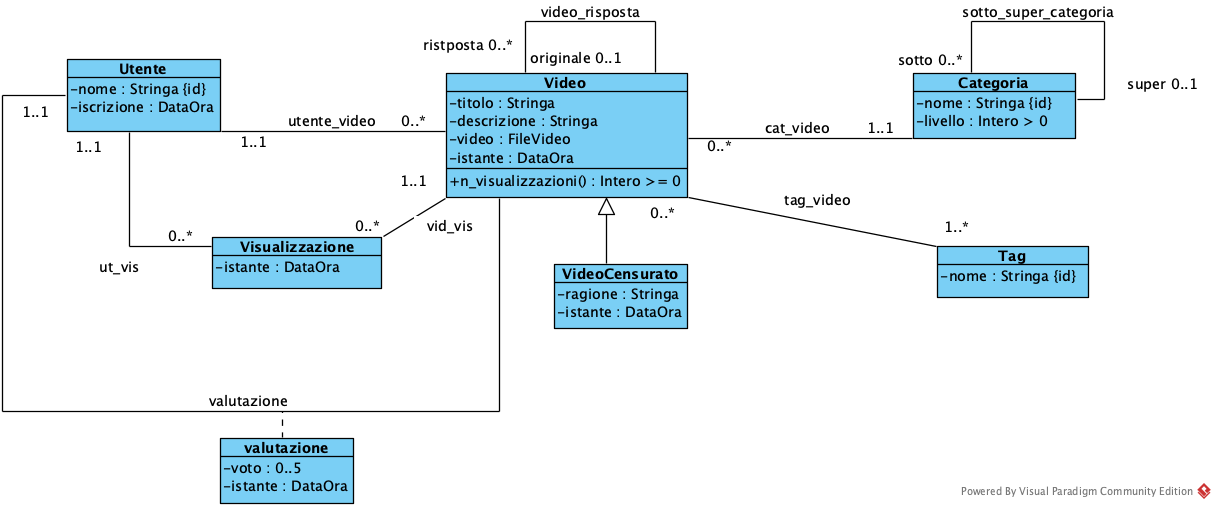 video_risposta
ristposta 0..*
originale 0..1
sotto_super_categoria
sotto 0..*
super 0..1
Utente
-nome : Stringa {id}
-iscrizione : DataOra
1..1
1..1
1..1
utente_video
0..*
Video
-titolo : Stringa
-descrizione : Stringa
-video : FileVideo
-istante : DataOra
+n_visualizzazioni() : Intero >= 0
Categoria
-nome : Stringa {id}
-livello : Intero > 0
cat_video
1..1
0..*
1..1
0..*
vid_vis
0..*
ut_vis
Visualizzazione
-istante : DataOra
0..*
tag_video
1..*
VideoCensurato
-ragione : Stringa
-istante : DataOra
Tag
-nome : Stringa {id}
valutazione
valutazione
-voto : 0..5
-istante : DataOra
Powered By Visual Paradigm Community Edition